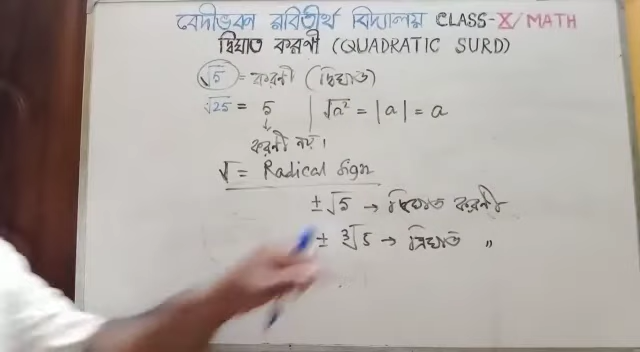 বেদীভবন রবিতীর্থ বিদ্যালয় CLASS-X/MATH
দ্বিঘাত করণী (QUADRATIC SURD)
√5 = করণী (দ্বিঘাত)
√25 = 5 | √a² = |a| = a
↓
করণী নয়।
√ = Radical Sign
±√5 → দ্বিঘাত করণী
± ∛5 → ত্রিঘাত "